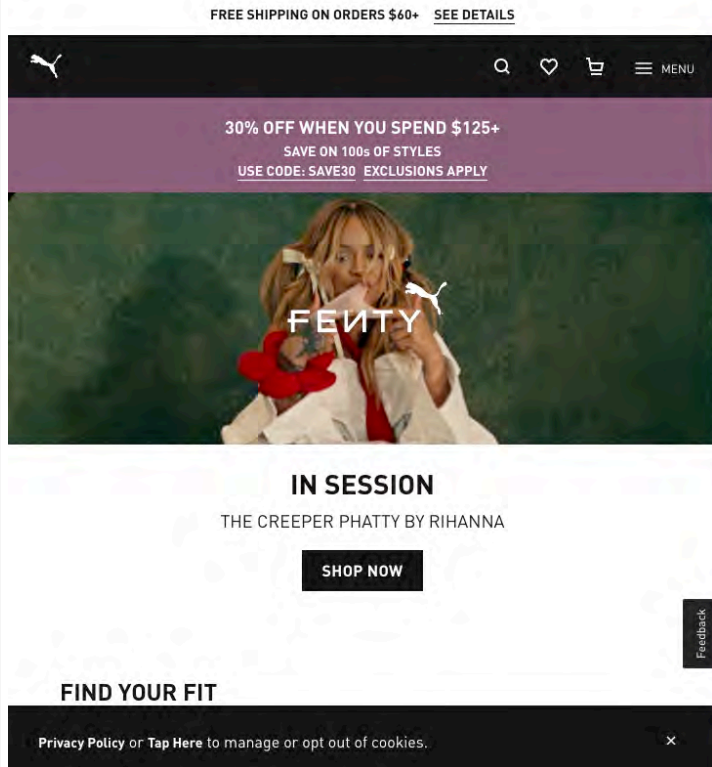 FREE SHIPPING ON ORDERS $60+ SEE DETAILS
MENU
30% OFF WHEN YOU SPEND $125+
SAVE ON 100s OF STYLES
USE CODE: SAVE30 EXCLUSIONS APPLY
FENTY
IN SESSION
THE CREEPER PHATTY BY RIHANNA
SHOP NOW
Feedback
FIND YOUR FIT
Privacy Policy or Tap Here to manage or opt out of cookies. ×